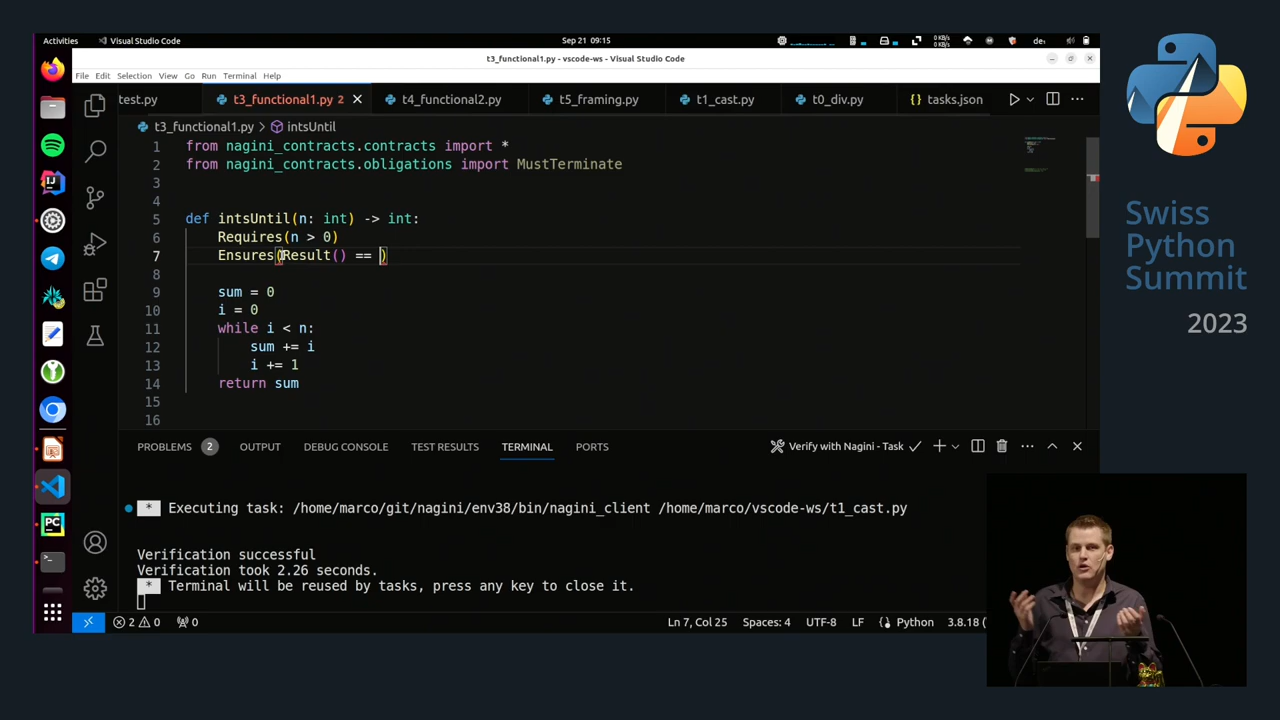 Activities
Visual Studio Code
Sep 21 09:15
0 KB/s
0 KB/s
de
t3_functional1.py - vscode-ws - Visual Studio Code
File Edit Selection View Go Run Terminal Help
test.py
t3_functional1.py 2
t4_functional2.py
t5_framing.py
t1_cast.py
t0_div.py
{} tasks.json
t3_functional1.py > intsUntil
1 from nagini_contracts.contracts import *
2 from nagini_contracts.obligations import MustTerminate
3
4
5 def intsUntil(n: int) -> int:
6 Requires(n > 0)
7 Ensures(Result() == )
8
9 sum = 0
10 i = 0
11 while i < n:
12 sum += i
13 i += 1
14 return sum
15
16
PROBLEMS 2 OUTPUT DEBUG CONSOLE TEST RESULTS TERMINAL PORTS
Verify with Nagini - Task
* Executing task: /home/marco/git/nagini/env38/bin/nagini_client /home/marco/vscode-ws/t1_cast.py
Verification successful
Verification took 2.26 seconds.
* Terminal will be reused by tasks, press any key to close it.
2 0 0
Ln 7, Col 25 Spaces: 4 UTF-8 LF Python 3.8.18
PC
Swiss
Python
Summit
2023